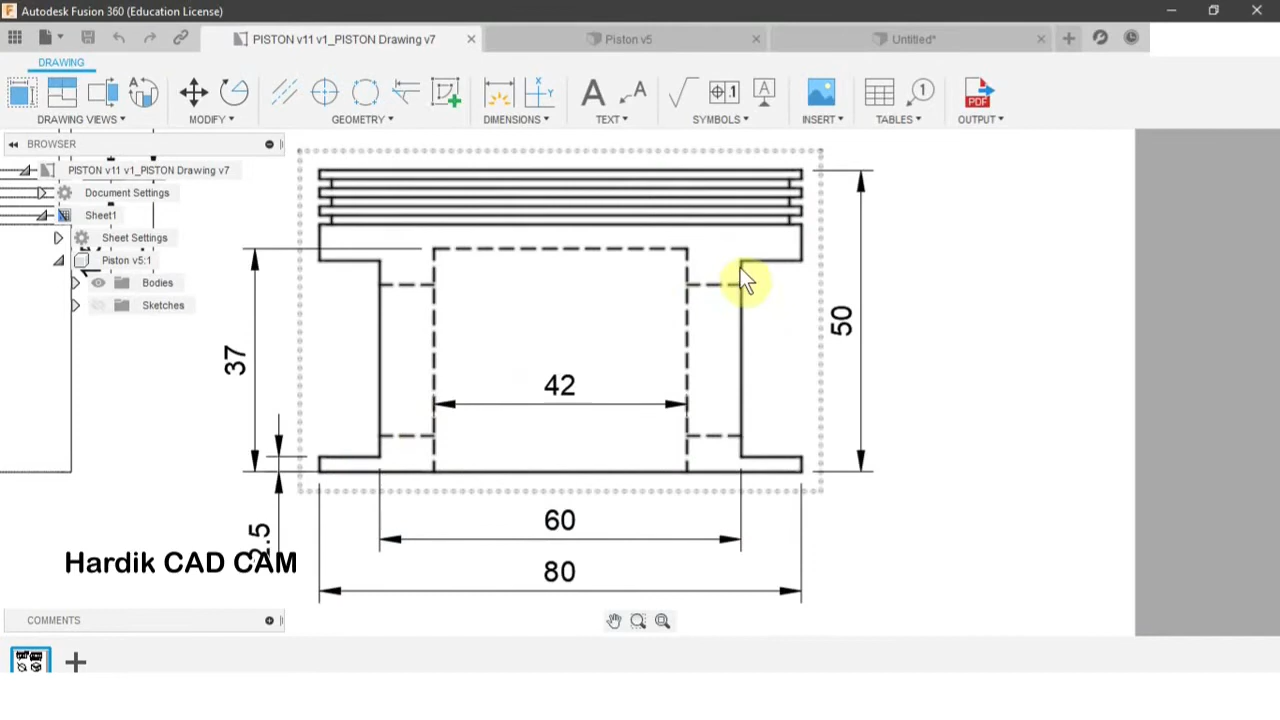 Autodesk Fusion 360 (Education License)
PISTON v11 v1_PISTON Drawing v7
Piston v5
Untitled*
DRAWING
DRAWING VIEWS
MODIFY
GEOMETRY
DIMENSIONS
TEXT
SYMBOLS
INSERT
TABLES
OUTPUT
BROWSER
PISTON v11 v1_PISTON Drawing v7
Document Settings
Sheet1
Sheet Settings
Piston v5:1
Bodies
Sketches
37
42
50
60
80
Hardik CAD CAM
COMMENTS